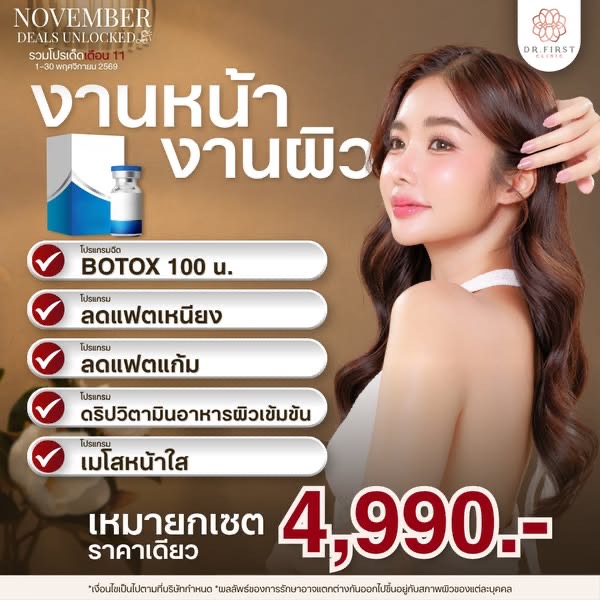 NOVEMBER
DEALS UNLOCKED
รวมโปรเด็ดเดือน 11
1-30 พฤศจิกายน 2569
DR.FIRST
CLINIC
งานหน้า
งานผิว
โปรแกรมฉีด
BOTOX 100 น.
โปรแกรม
ลดแฟตเหนียง
โปรแกรม
ลดแฟตแก้ม
โปรแกรม
ดริปวิตามินอาหารผิวเข้มข้น
โปรแกรม
เมโสหน้าใส
เหมายกเซต
ราคาเดียว
4,990.-
*เงื่อนไขเป็นไปตามที่บริษัทกำหนด *ผลลัพธ์ของการรักษาอาจแตกต่างกันออกไปขึ้นอยู่กับสภาพผิวของแต่ละบุคคล